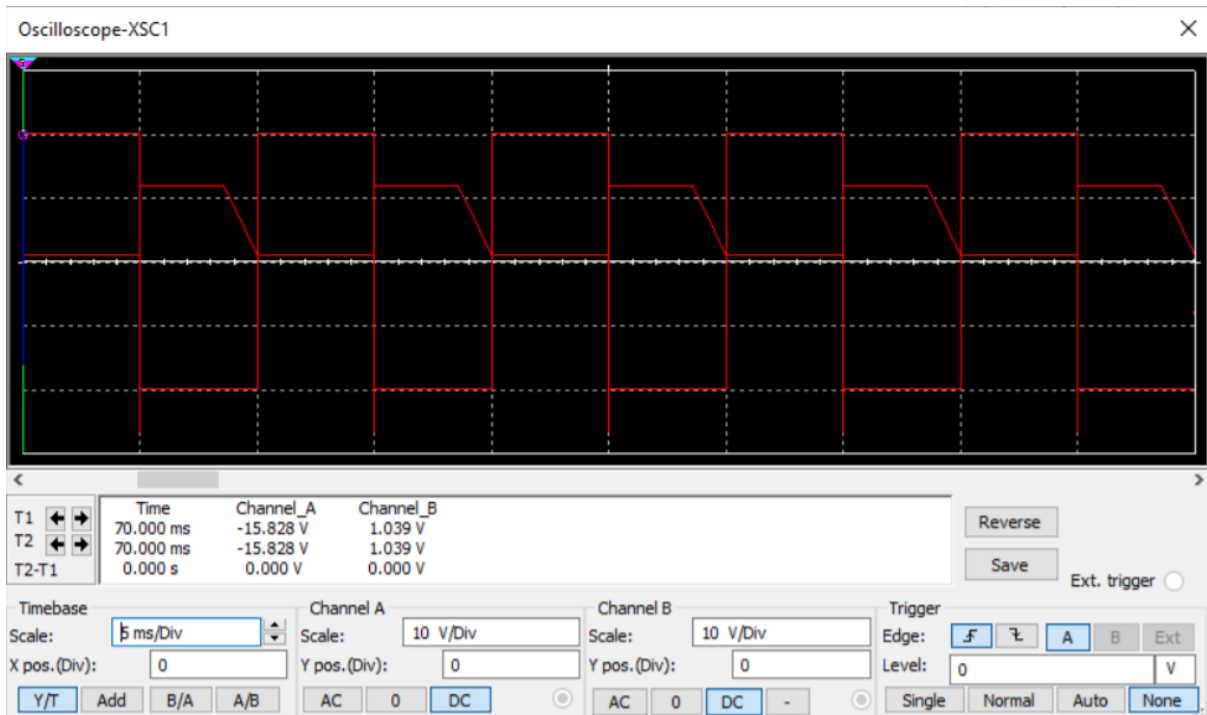 Oscilloscope-XSC1
5
Time Channel_A Channel_B
T1 70.000 ms -15.828 V 1.039 V
T2 70.000 ms -15.828 V 1.039 V
T2-T1 0.000 s 0.000 V 0.000 V
Reverse
Save
Ext. trigger
Timebase
Scale: 5 ms/Div
X pos.(Div): 0
Y/T Add B/A A/B
Channel A
Scale: 10 V/Div
Y pos.(Div): 0
AC 0 DC
Channel B
Scale: 10 V/Div
Y pos.(Div): 0
AC 0 DC -
Trigger
Edge: A B Ext
Level: 0 V
Single Normal Auto None